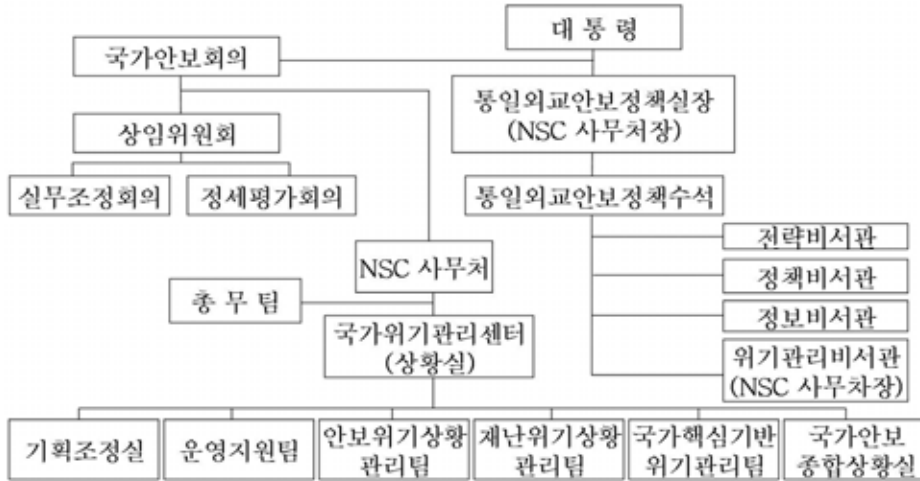 대 통 령
국가안보회의
통일외교안보정책실장
(NSC 사무처장)
상임위원회
실무조정회의
정세평가회의
통일외교안보정책수석
전략비서관
NSC 사무처
정책비서관
총 무 팀
정보비서관
국가위기관리센터
(상황실)
위기관리비서관
(NSC 사무차장)
기획조정실
운영지원팀
안보위기상황
관리팀
재난위기상황
관리팀
국가핵심기반
위기관리팀
국가안보
종합상황실